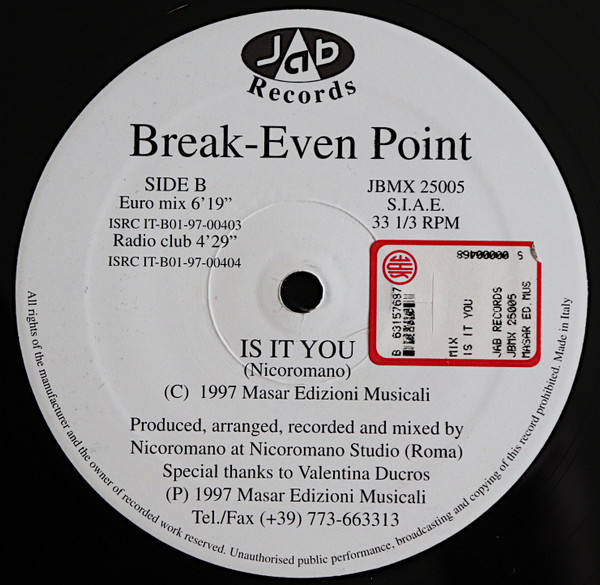 Jab
Records
Break-Even Point
SIDE B
Euro mix 6'19"
ISRC IT-B01-97-00403
Radio club 4'29"
ISRC IT-B01-97-00404
JBMX 25005
S.I.A.E.
33 1/3 RPM
B 63157697
MIX
IS IT YOU
JAB RECORDS
JBMX 25005
MASAR ED.MUS
IS IT YOU
(Nicoromano)
(C) 1997 Masar Edizioni Musicali
Produced, arranged, recorded and mixed by
Nicoromano at Nicoromano Studio (Roma)
Special thanks to Valentina Ducros
(P) 1997 Masar Edizioni Musicali
Tel./Fax (+39) 773-663313
All rights of the manufacturer and the owner of recorded work reserved. Unauthorised public performance, broadcasting and copying of this record prohibited. Made in Italy